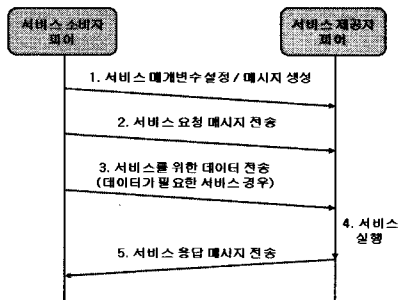 서비스 소비자
피어
서비스 제공자
피어
1. 서비스 매개변수설정 / 메시지 생성
2. 서비스 요청 메시지 전송
3. 서비스를 위한 데이터 전송
(데이터가 필요한 서비스 경우)
4. 서비스
실행
5. 서비스 응답 메시지 전송